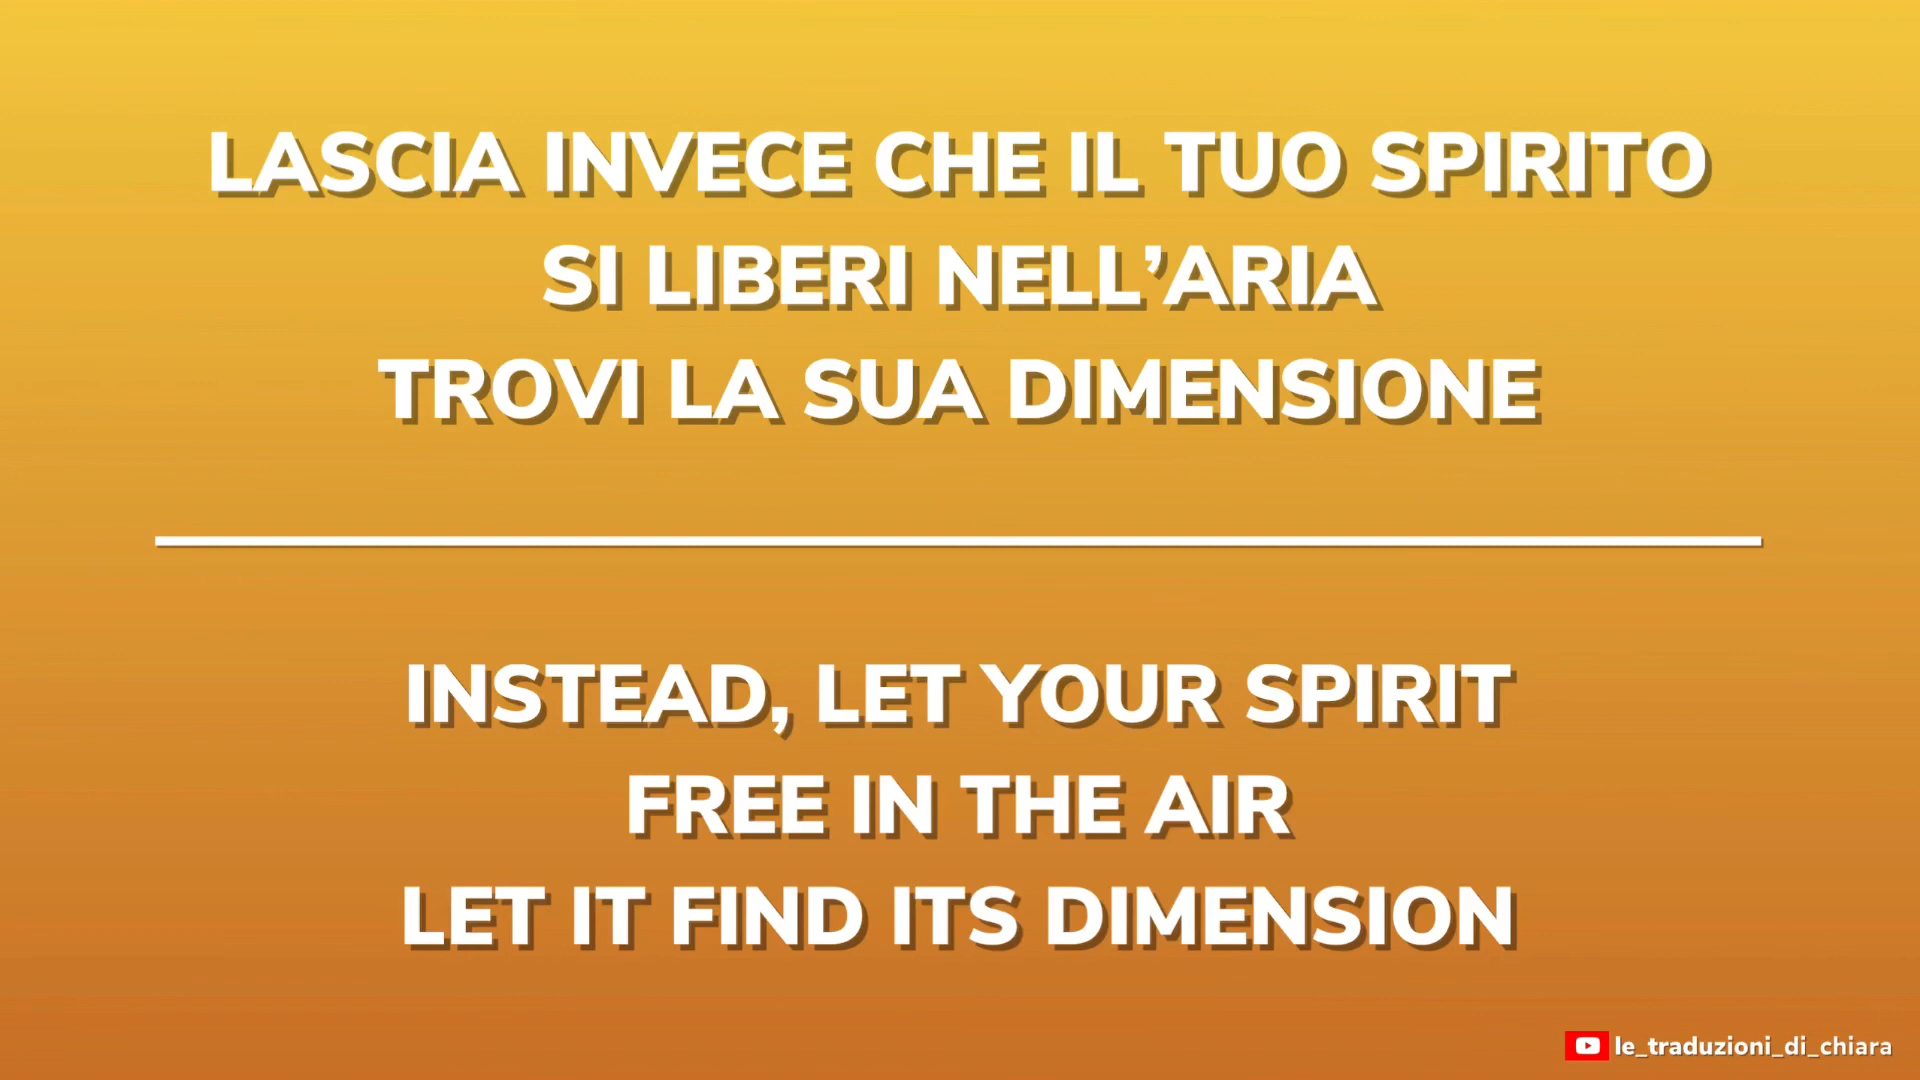 LASCIA INVECE CHE IL TUO SPIRITO
SI LIBERI NELL’ARIA
TROVI LA SUA DIMENSIONE
INSTEAD, LET YOUR SPIRIT
FREE IN THE AIR
LET IT FIND ITS DIMENSION
le_traduzioni_di_chiara